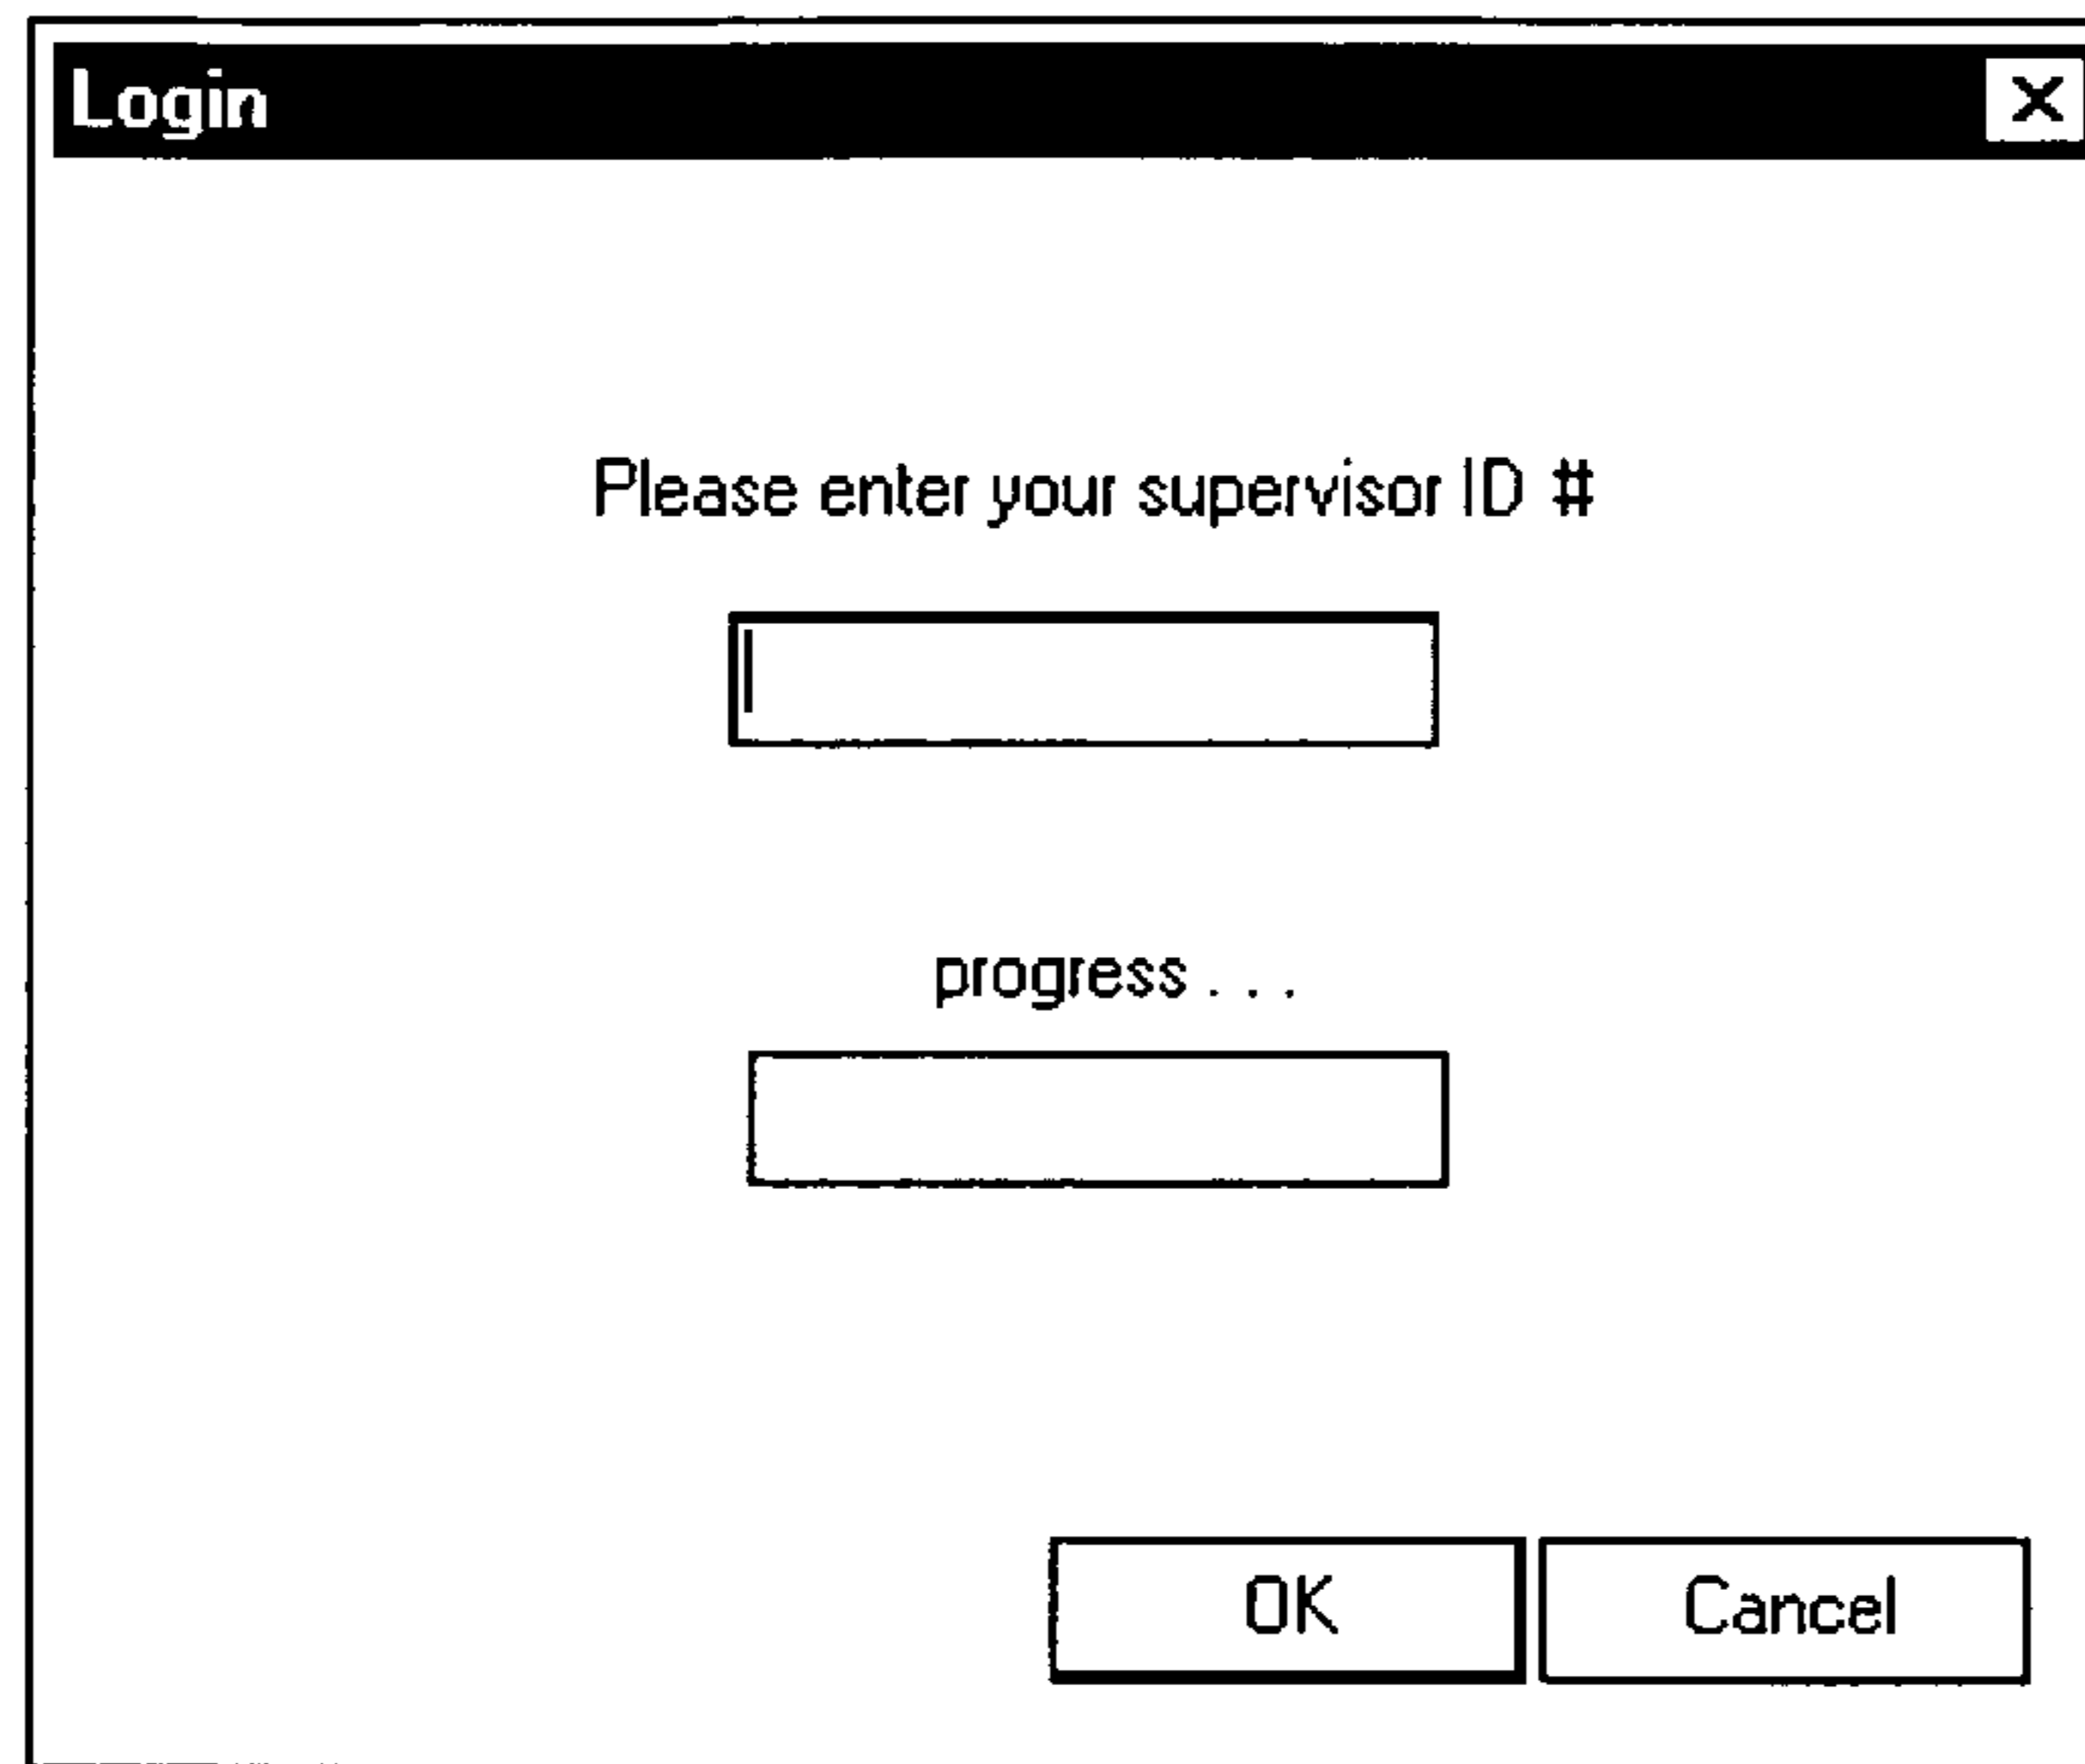 Login
Please enter your supervisor ID #
progress . . .
OK Cancel